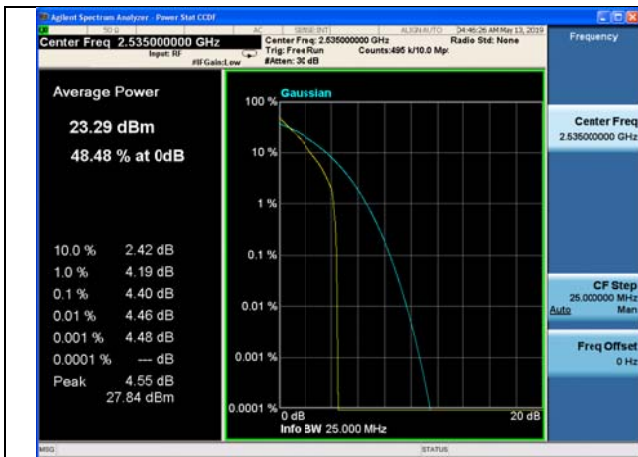 Agilent Spectrum Analyzer - Power Stat CCDF
50 Ω AC SENSE:INT ALIGN AUTO 04:46:26 AM May 13, 2019
Center Freq 2.535000000 GHz
Center Freq: 2.535000000 GHz Radio Std: None
Input: RF Trig: Free Run Counts:495 k/10.0 Mp
#IFGain:Low #Atten: 30 dB
Frequency
Average Power
23.29 dBm
48.48 % at 0dB
10.0 % 2.42 dB
1.0 % 4.19 dB
0.1 % 4.40 dB
0.01 % 4.46 dB
0.001 % 4.48 dB
0.0001 % --- dB
Peak 4.55 dB
27.84 dBm
Gaussian
100 %
10 %
1 %
0.1 %
0.01 %
0.001 %
0.0001 %
0 dB 20 dB
Info BW 25.000 MHz
Center Freq
2.535000000 GHz
CF Step
25.000000 MHz
Auto Man
Freq Offset
0 Hz
MSG STATUS